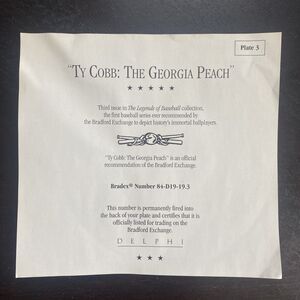 Plate 3
"TY COBB: THE GEORGIA PEACH"
Third issue in The Legends of Baseball collection,
the first baseball series ever recommended by
the Bradford Exchange to depict history's immortal ballplayers.
"Ty Cobb: The Georgia Peach" is an official
recommendation of the Bradford Exchange.
Bradex® Number 84-D19-19.3
This number is permanently fired into
the back of your plate and certifies that it is
officially listed for trading on the
Bradford Exchange.
DELPHI